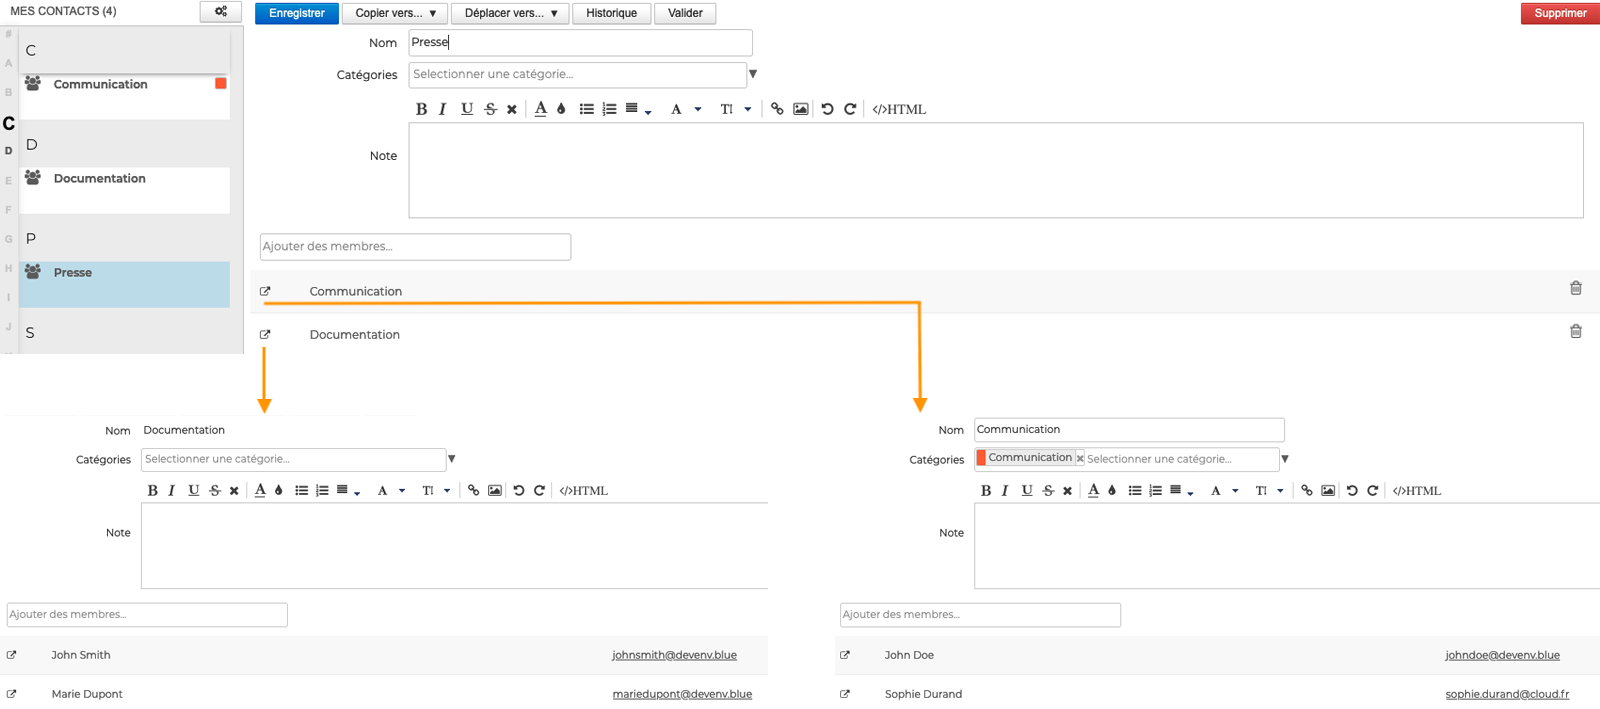 MES CONTACTS (4)
Enregistrer Copier vers... ▼ Déplacer vers... ▼ Historique Valider Supprimer
#
A
B
C
D
E
F
G
H
I
J
C
Communication
D
Documentation
P
Presse
S
Nom Presse
Catégories Selectionner une catégorie...
B I U S A A T! </>HTML
Note
Ajouter des membres...
Communication
Documentation
Nom Documentation
Catégories Selectionner une catégorie...
B I U S A A T! </>HTML
Note
Ajouter des membres...
John Smith johnsmith@devenv.blue
Marie Dupont mariedupont@devenv.blue
Nom Communication
Catégories Communication × Selectionner une catégorie...
B I U S A A T! </>HTML
Note
Ajouter des membres...
John Doe johndoe@devenv.blue
Sophie Durand sophie.durand@cloud.fr